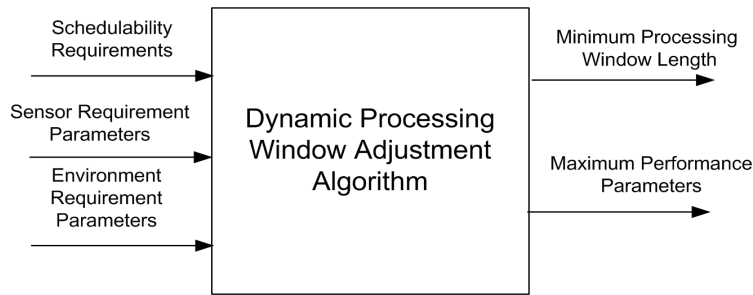 Schedulability
Requirements
Sensor Requirement
Parameters
Environment
Requirement
Parameters
Dynamic Processing
Window Adjustment
Algorithm
Minimum Processing
Window Length
Maximum Performance
Parameters